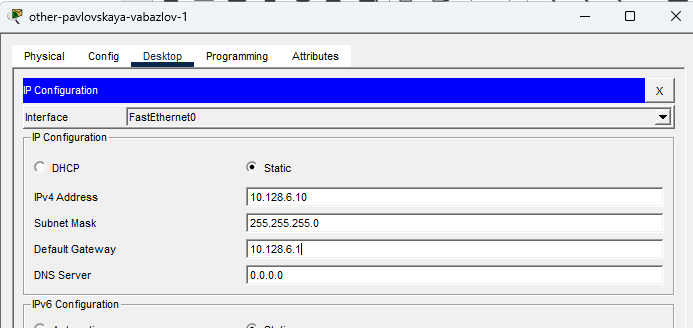 other-pavlovskaya-vabazlov-1
Physical Config Desktop Programming Attributes
IP Configuration X
Interface FastEthernet0
IP Configuration
DHCP Static
IPv4 Address 10.128.6.10
Subnet Mask 255.255.255.0
Default Gateway 10.128.6.1
DNS Server 0.0.0.0
IPv6 Configuration